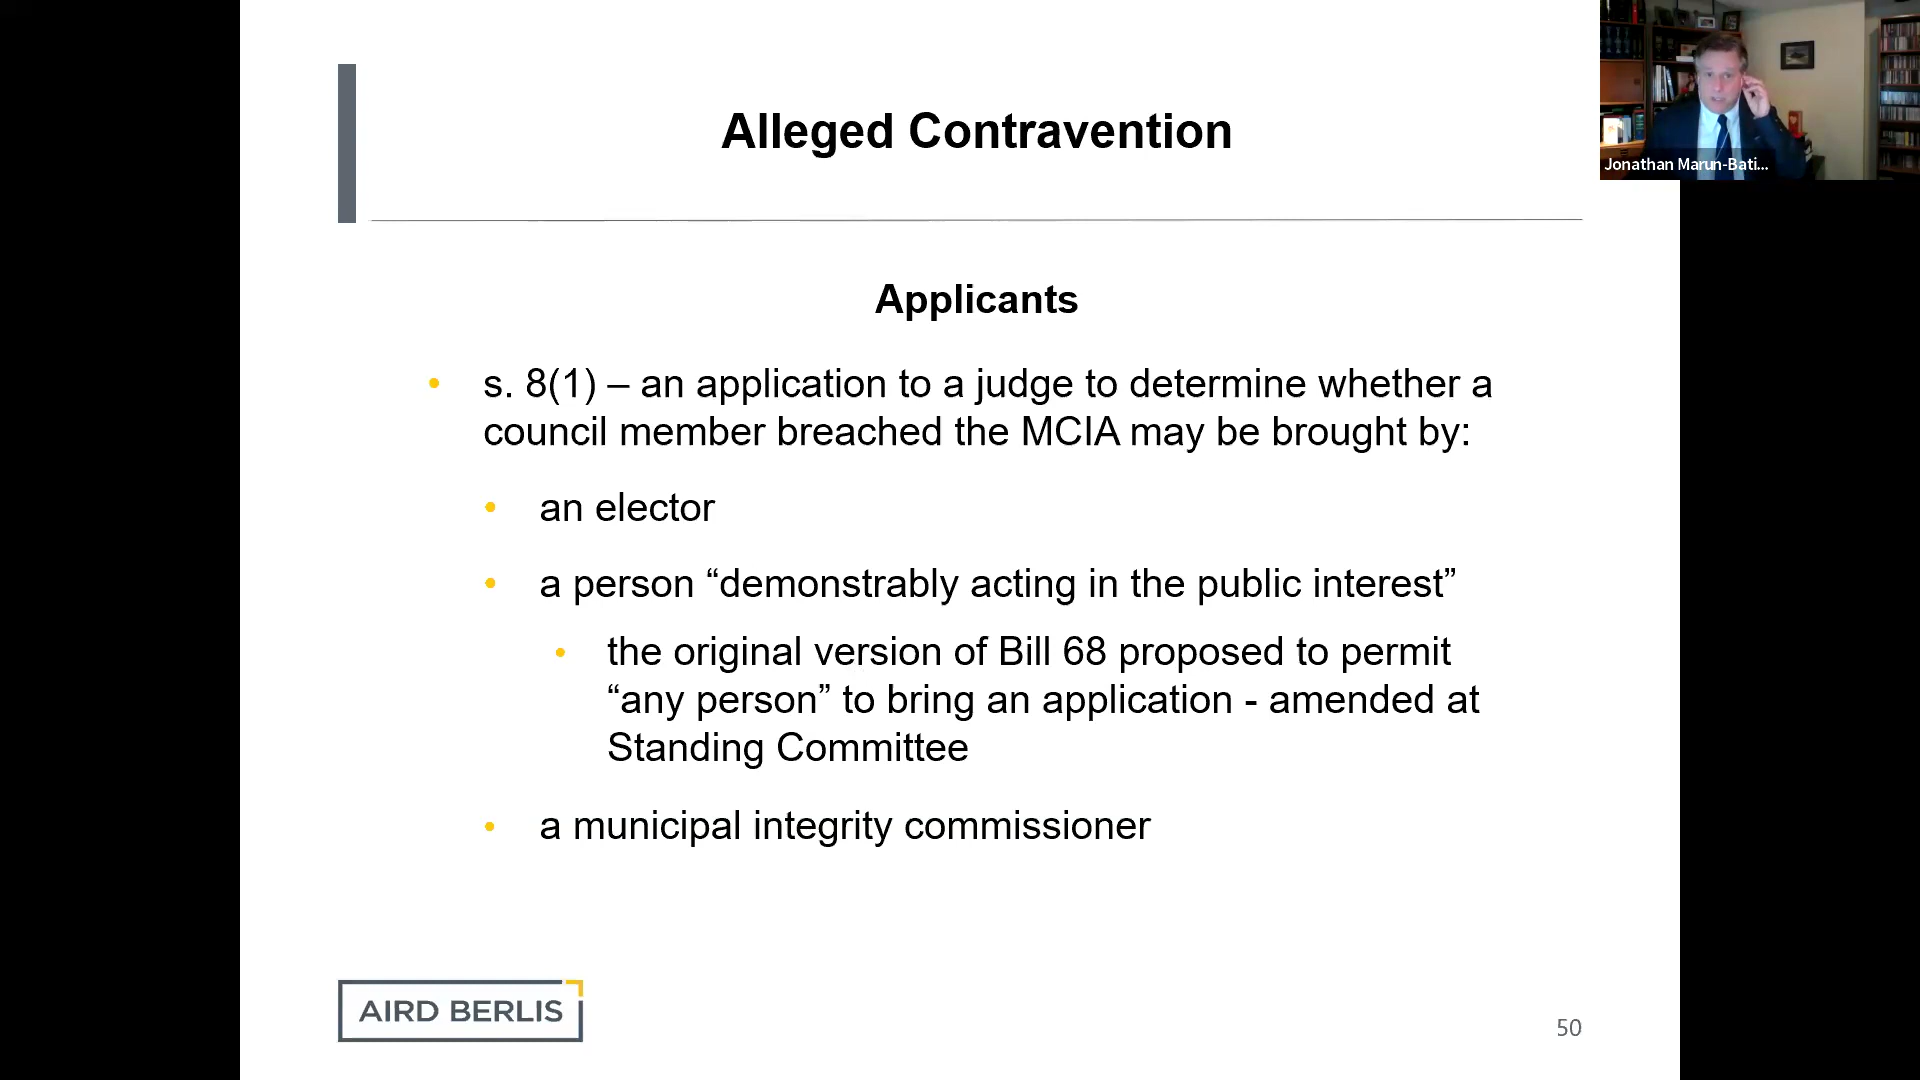 Alleged Contravention
Jonathan Marun-Bati...
Applicants
• s. 8(1) – an application to a judge to determine whether a
council member breached the MCIA may be brought by:
• an elector
• a person “demonstrably acting in the public interest”
• the original version of Bill 68 proposed to permit
“any person” to bring an application - amended at
Standing Committee
• a municipal integrity commissioner
AIRD BERLIS
50